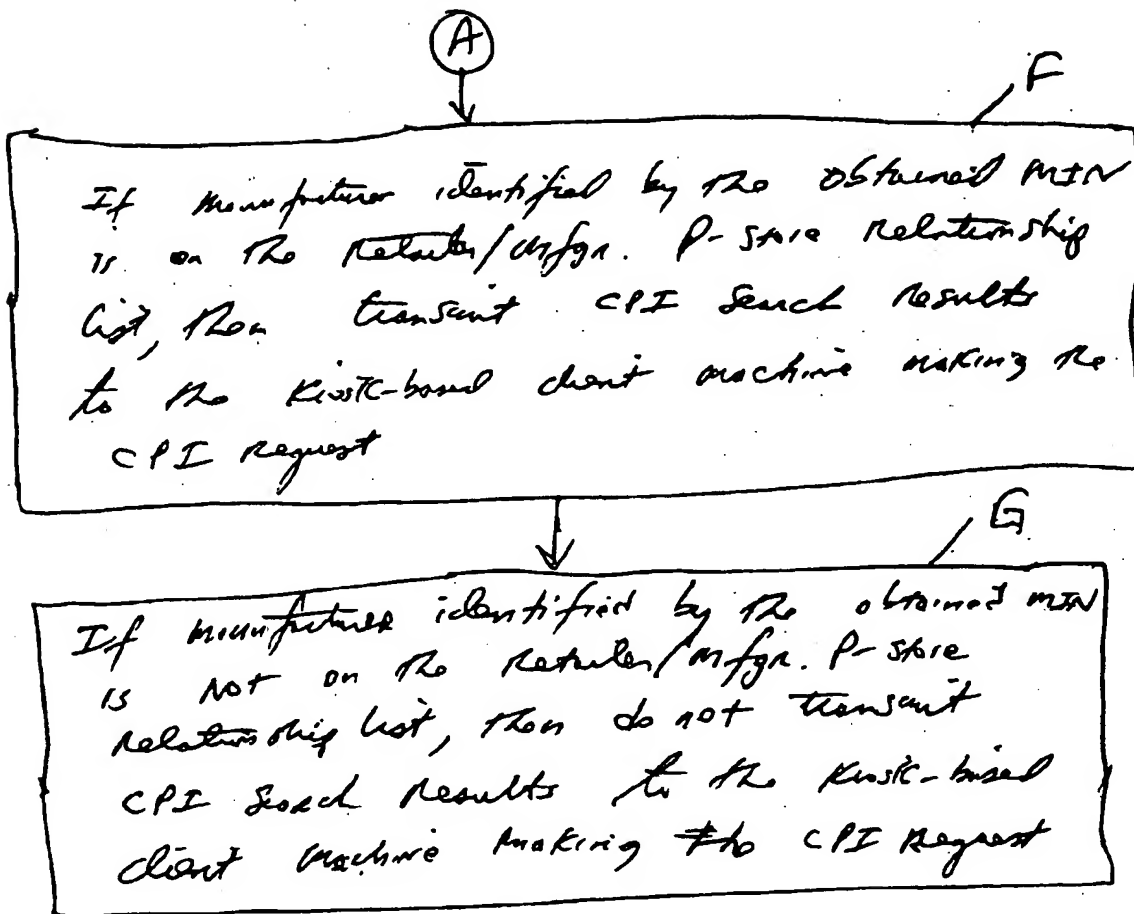 A
F
If manufacturer identified by the obtained MIN
is on the Retailer/Mfgr. P-store relationship
list, then transmit CPI Search Results
to the Kiosk-based client machine making the
CPI Request
G
If manufacturer identified by the obtained MIN
is NOT on the Retailer/Mfgr. P-store
relationship list, then do not transmit
CPI Search Results to the Kiosk-based
client machine making the CPI Request